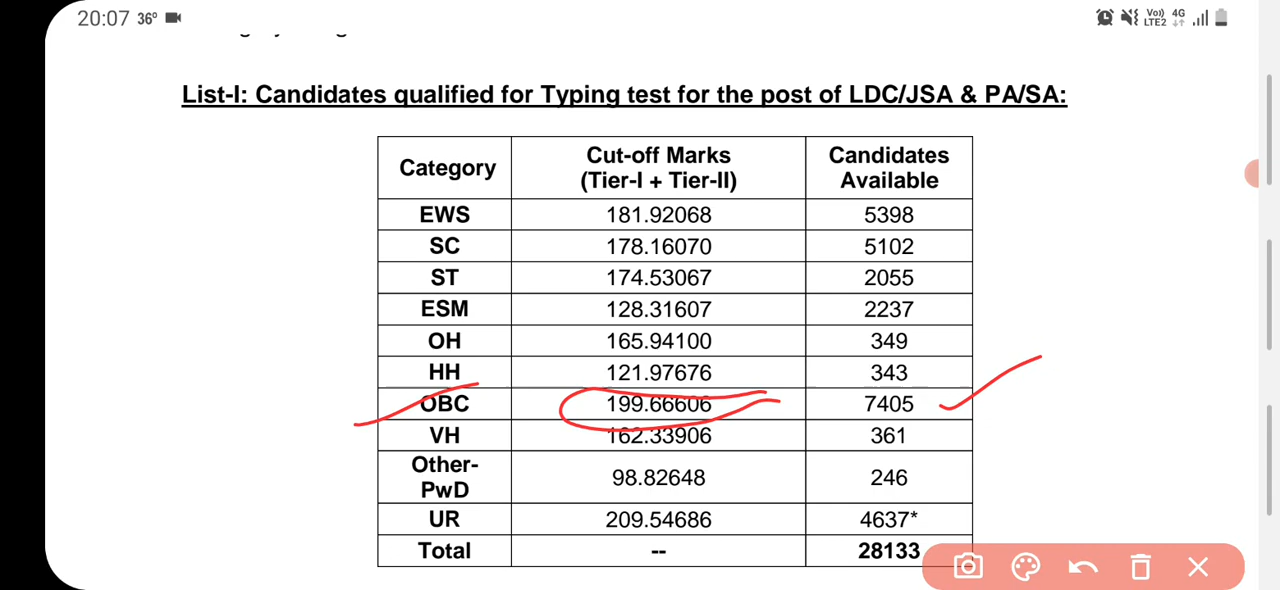 20:07 36° Vo)) LTE2 4G
List-I: Candidates qualified for Typing test for the post of LDC/JSA & PA/SA:
Category Cut-off Marks (Tier-I + Tier-II) Candidates Available
EWS 181.92068 5398
SC 178.16070 5102
ST 174.53067 2055
ESM 128.31607 2237
OH 165.94100 349
HH 121.97676 343
OBC 199.66606 7405
VH 162.33906 361
Other-PwD 98.82648 246
UR 209.54686 4637*
Total -- 28133